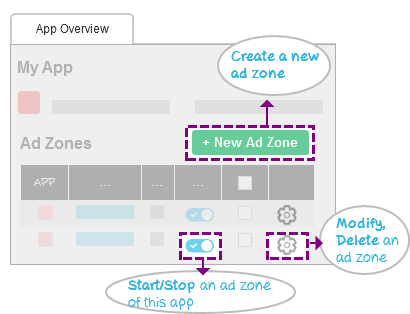 App Overview
Create a new
ad zone
My App
Ad Zones
+ New Ad Zone
APP ... ... ...
Modify,
Delete an
ad zone
Start/Stop an ad zone
of this app